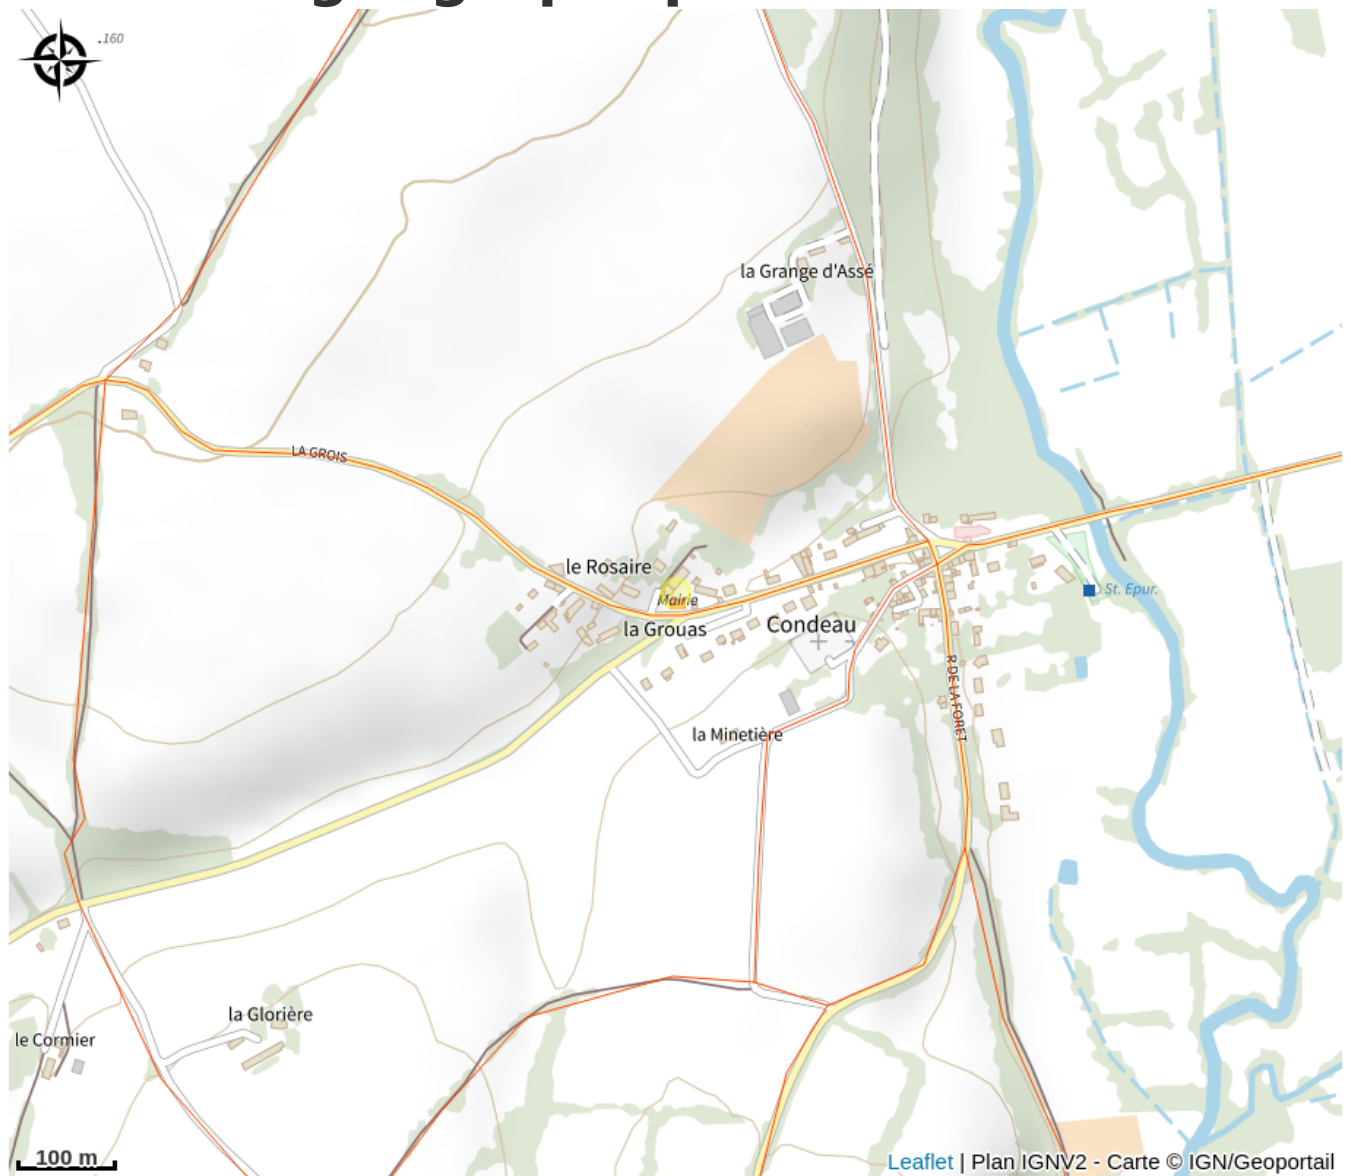 .160
la Grange d'Assé
LA GROIS
le Rosaire
Mairie
la Grouas
Condeau
St. Epur.
R DE LA FORET
la Minetière
la Glorière
le Cormier
100 m
Leaflet | Plan IGNV2 - Carte © IGN/Geoportail